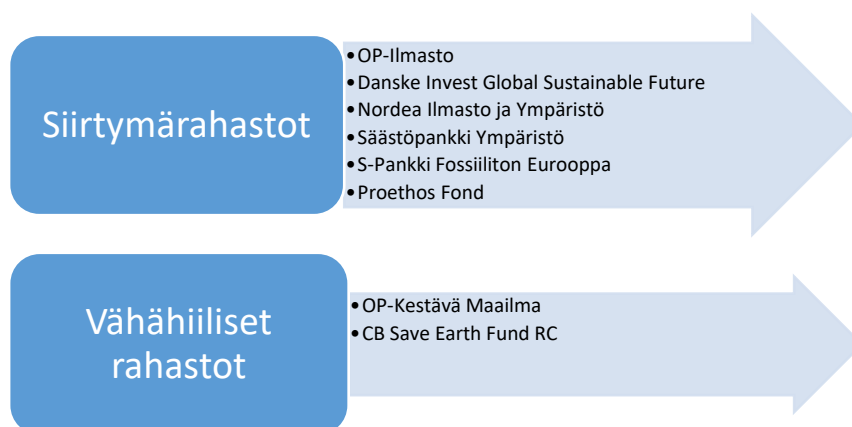 Siirtymärahastot
•OP-Ilmasto
•Danske Invest Global Sustainable Future
•Nordea Ilmasto ja Ympäristö
•Säästöpankki Ympäristö
•S-Pankki Fossiiliton Eurooppa
•Proethos Fond
Vähähiiliset
rahastot
•OP-Kestävä Maailma
•CB Save Earth Fund RC